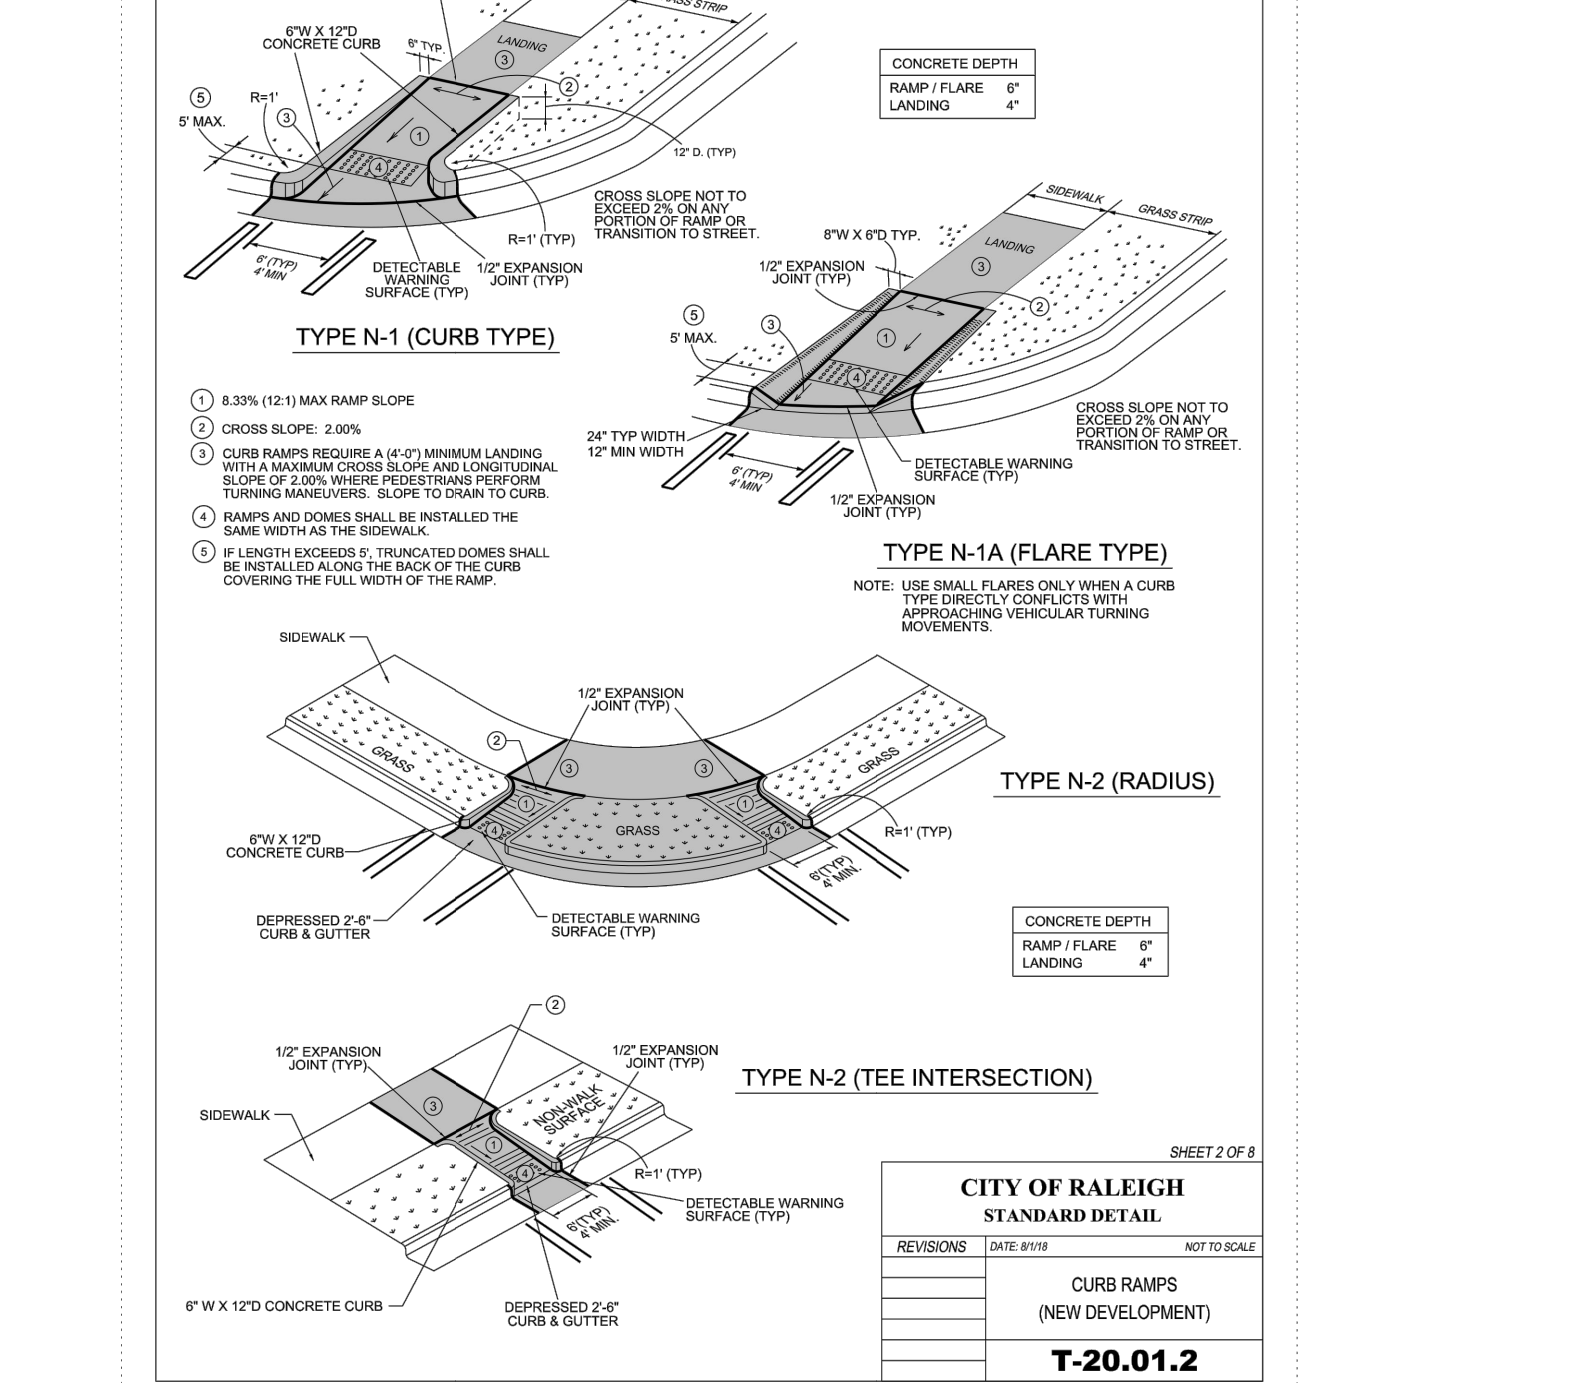 GRASS STRIP
6"W X 12"D
CONCRETE CURB
6" TYP.
LANDING
3
2
5
5' MAX.
R=1'
3
1
4
12" D. (TYP)
CONCRETE DEPTH
RAMP / FLARE 6"
LANDING 4"
CROSS SLOPE NOT TO
EXCEED 2% ON ANY
PORTION OF RAMP OR
TRANSITION TO STREET.
R=1' (TYP)
6' (TYP)
4' MIN
DETECTABLE
WARNING
SURFACE (TYP)
1/2" EXPANSION
JOINT (TYP)
TYPE N-1 (CURB TYPE)
SIDEWALK
GRASS STRIP
8"W X 6"D TYP.
LANDING
3
1/2" EXPANSION
JOINT (TYP)
2
5
5' MAX.
3
1
4
24" TYP WIDTH
12" MIN WIDTH
CROSS SLOPE NOT TO
EXCEED 2% ON ANY
PORTION OF RAMP OR
TRANSITION TO STREET.
6' (TYP)
4' MIN
DETECTABLE WARNING
SURFACE (TYP)
1/2" EXPANSION
JOINT (TYP)
TYPE N-1A (FLARE TYPE)
NOTE: USE SMALL FLARES ONLY WHEN A CURB
TYPE DIRECTLY CONFLICTS WITH
APPROACHING VEHICULAR TURNING
MOVEMENTS.
1 8.33% (12:1) MAX RAMP SLOPE
2 CROSS SLOPE: 2.00%
3 CURB RAMPS REQUIRE A (4'-0") MINIMUM LANDING
WITH A MAXIMUM CROSS SLOPE AND LONGITUDINAL
SLOPE OF 2.00% WHERE PEDESTRIANS PERFORM
TURNING MANEUVERS. SLOPE TO DRAIN TO CURB.
4 RAMPS AND DOMES SHALL BE INSTALLED THE
SAME WIDTH AS THE SIDEWALK.
5 IF LENGTH EXCEEDS 5', TRUNCATED DOMES SHALL
BE INSTALLED ALONG THE BACK OF THE CURB
COVERING THE FULL WIDTH OF THE RAMP.
SIDEWALK
1/2" EXPANSION
JOINT (TYP)
2
GRASS
3
3
GRASS
1
1
4
GRASS
4
R=1' (TYP)
6"W X 12"D
CONCRETE CURB
6'(TYP)
4' MIN.
DEPRESSED 2'-6"
CURB & GUTTER
DETECTABLE WARNING
SURFACE (TYP)
TYPE N-2 (RADIUS)
CONCRETE DEPTH
RAMP / FLARE 6"
LANDING 4"
2
1/2" EXPANSION
JOINT (TYP)
1/2" EXPANSION
JOINT (TYP)
TYPE N-2 (TEE INTERSECTION)
SIDEWALK
3
NON-WALK
SURFACE
1
4
R=1' (TYP)
DETECTABLE WARNING
SURFACE (TYP)
6'(TYP)
4' MIN.
6" W X 12"D CONCRETE CURB
DEPRESSED 2'-6"
CURB & GUTTER
SHEET 2 OF 8
CITY OF RALEIGH
STANDARD DETAIL
REVISIONS
DATE: 8/1/18 NOT TO SCALE
CURB RAMPS
(NEW DEVELOPMENT)
T-20.01.2